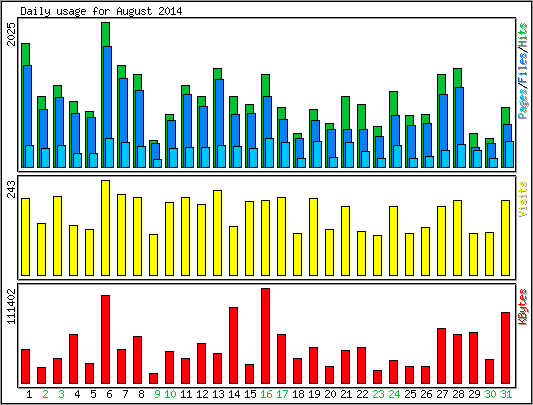 Daily usage for August 2014
2025
Pages/Files/Hits
243
Visits
111402
KBytes
1 2 3 4 5 6 7 8 9 10 11 12 13 14 15 16 17 18 19 20 21 22 23 24 25 26 27 28 29 30 31